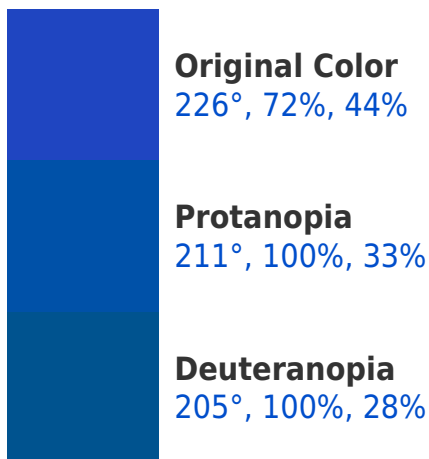 Original Color
226°, 72%, 44%
Protanopia
211°, 100%, 33%
Deuteranopia
205°, 100%, 28%